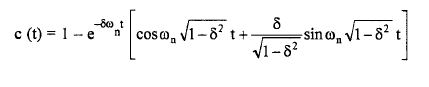 c (t) = 1 − e^{−δω_n t} [ cos ω_n √(1−δ²) t + δ/√(1−δ²) sin ω_n √(1−δ²) t ]